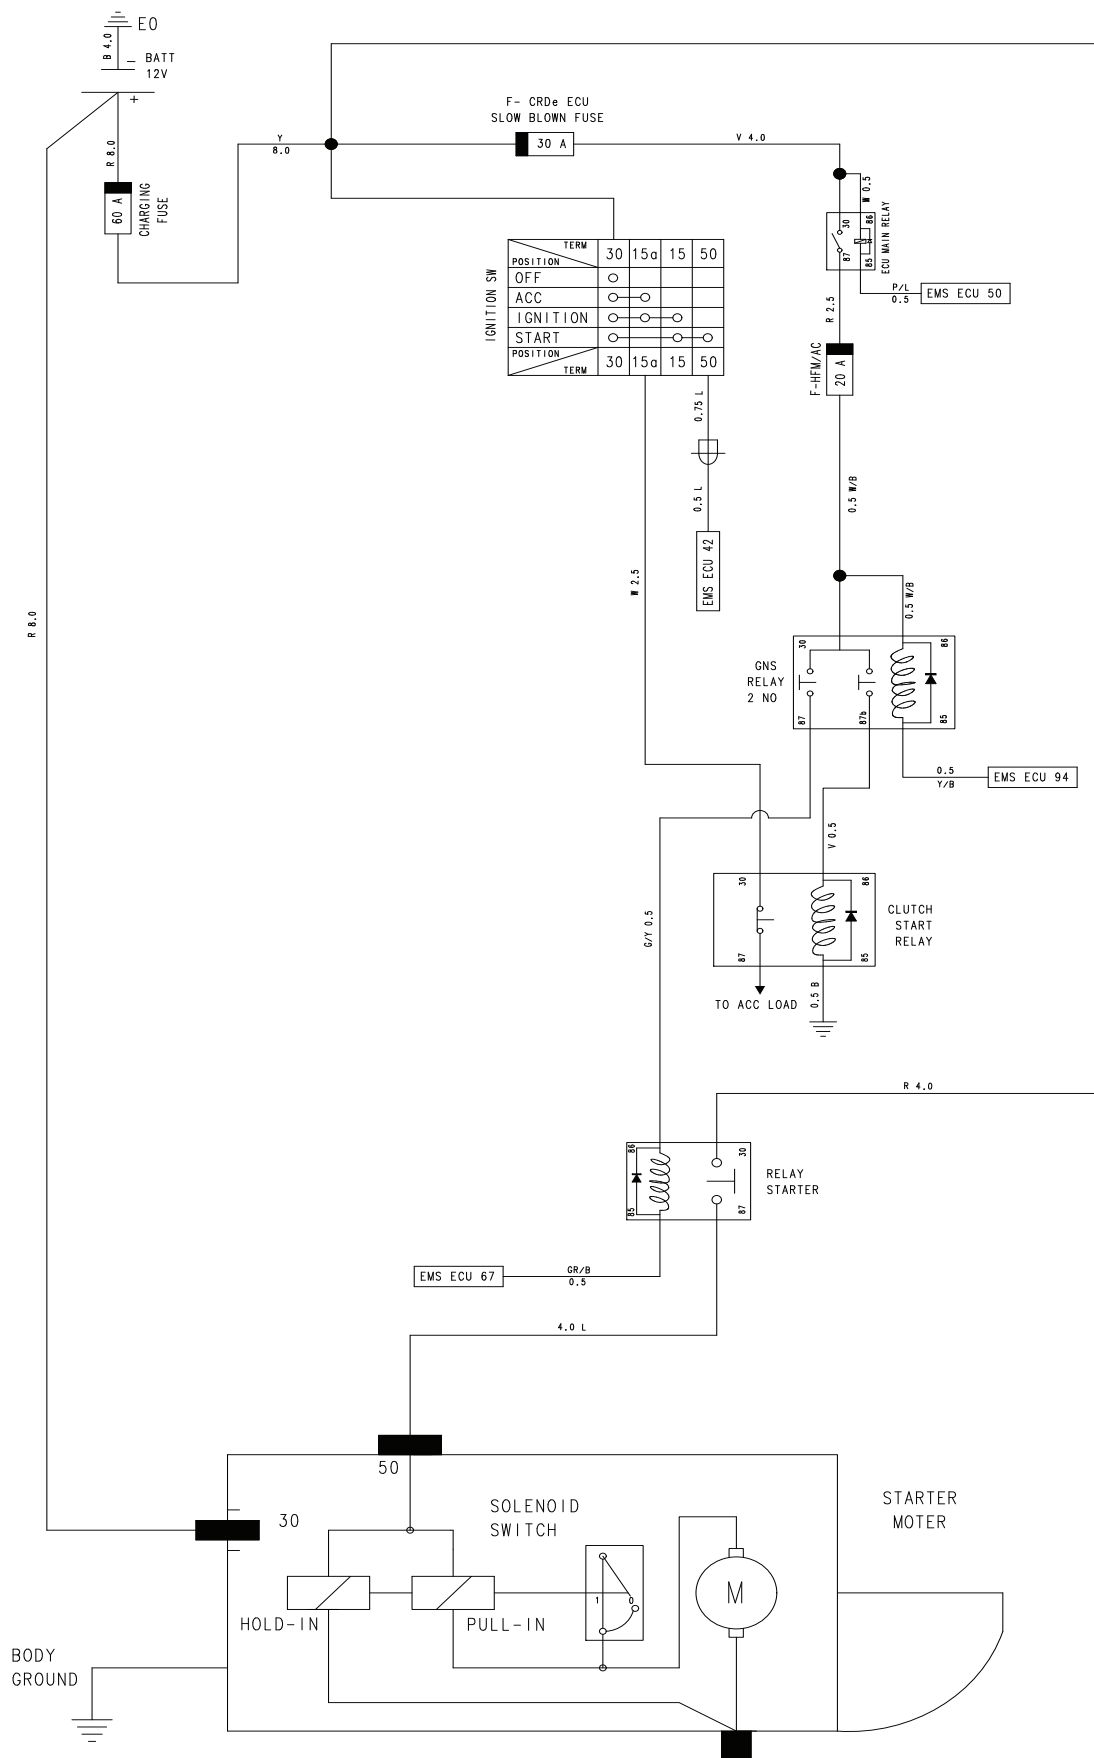 E0
B 4.0
BATT
12V
R 8.0
60 A
CHARGING
FUSE
Y
8.0
F- CRDe ECU
SLOW BLOWN FUSE
30 A
V 4.0
W 0.5
30
86
87
85
ECU MAIN RELAY
P/L
0.5
EMS ECU 50
R 2.5
F-HFM/AC
20 A
0.5 W/B
IGNITION SW
TERM
POSITION
30 15a 15 50
OFF
ACC
IGNITION
START
POSITION
TERM
30 15a 15 50
0.75 L
0.5 L
EMS ECU 42
W 2.5
R 8.0
0.5 W/B
GNS
RELAY
2 NO
30
86
87
87b
85
0.5
Y/B
EMS ECU 94
V 0.5
G/Y 0.5
30
86
87
85
CLUTCH
START
RELAY
TO ACC LOAD
0.5 B
R 4.0
86
30
85
87
RELAY
STARTER
EMS ECU 67
GR/B
0.5
4.0 L
50
30
SOLENOID
SWITCH
STARTER
MOTER
1
0
M
HOLD-IN
PULL-IN
BODY
GROUND